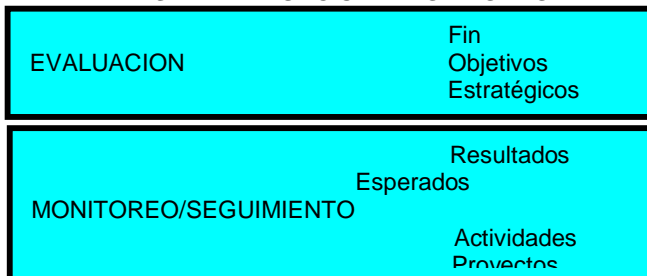 Fin
EVALUACION Objetivos
Estratégicos
Resultados
Esperados
MONITOREO/SEGUIMIENTO
Actividades
Proyectos